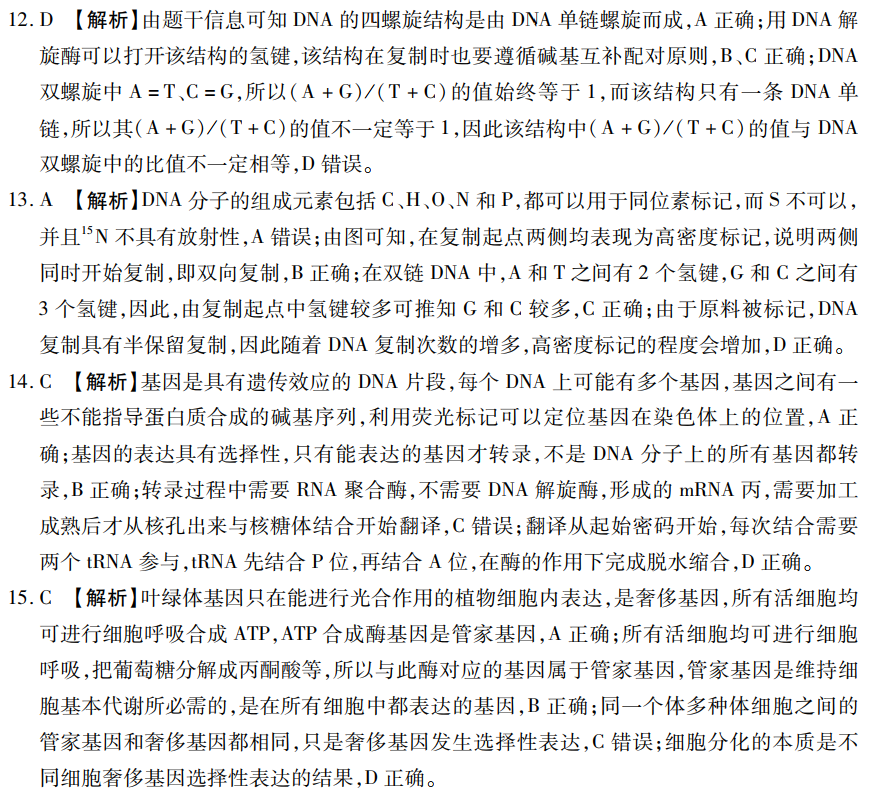 12. D 【解析】由题干信息可知 DNA 的四螺旋结构是由 DNA 单链螺旋而成,A 正确;用 DNA 解
旋酶可以打开该结构的氢键,该结构在复制时也要遵循碱基互补配对原则,B、C 正确;DNA
双螺旋中 A=T、C=G,所以(A+G)/(T+C)的值始终等于 1,而该结构只有一条 DNA 单
链,所以其(A+G)/(T+C)的值不一定等于 1,因此该结构中(A+G)/(T+C)的值与 DNA
双螺旋中的比值不一定相等,D 错误。
13. A 【解析】DNA 分子的组成元素包括 C、H、O、N 和 P,都可以用于同位素标记,而 S 不可以,
并且¹⁵N 不具有放射性,A 错误;由图可知,在复制起点两侧均表现为高密度标记,说明两侧
同时开始复制,即双向复制,B 正确;在双链 DNA 中,A 和 T 之间有 2 个氢键,G 和 C 之间有
3 个氢键,因此,由复制起点中氢键较多可推知 G 和 C 较多,C 正确;由于原料被标记,DNA
复制具有半保留复制,因此随着 DNA 复制次数的增多,高密度标记的程度会增加,D 正确。
14. C 【解析】基因是具有遗传效应的 DNA 片段,每个 DNA 上可能有多个基因,基因之间有一
些不能指导蛋白质合成的碱基序列,利用荧光标记可以定位基因在染色体上的位置,A 正
确;基因的表达具有选择性,只有能表达的基因才转录,不是 DNA 分子上的所有基因都转
录,B 正确;转录过程中需要 RNA 聚合酶,不需要 DNA 解旋酶,形成的 mRNA 丙,需要加工
成熟后才从核孔出来与核糖体结合开始翻译,C 错误;翻译从起始密码开始,每次结合需要
两个 tRNA 参与,tRNA 先结合 P 位,再结合 A 位,在酶的作用下完成脱水缩合,D 正确。
15. C 【解析】叶绿体基因只在能进行光合作用的植物细胞内表达,是奢侈基因,所有活细胞均
可进行细胞呼吸合成 ATP,ATP 合成酶基因是管家基因,A 正确;所有活细胞均可进行细胞
呼吸,把葡萄糖分解成丙酮酸等,所以与此酶对应的基因属于管家基因,管家基因是维持细
胞基本代谢所必需的,是在所有细胞中都表达的基因,B 正确;同一个体多种体细胞之间的
管家基因和奢侈基因都相同,只是奢侈基因发生选择性表达,C 错误;细胞分化的本质是不
同细胞奢侈基因选择性表达的结果,D 正确。